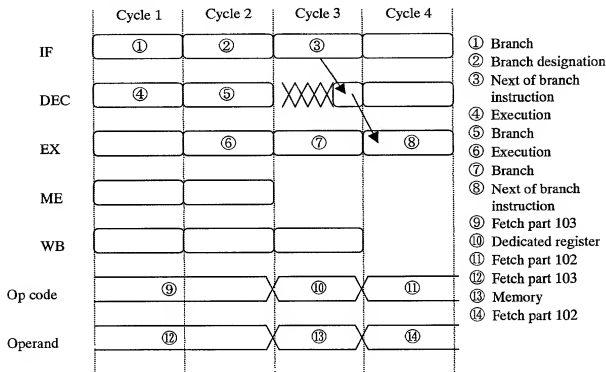 Cycle 1 Cycle 2 Cycle 3 Cycle 4
IF ① ② ③
DEC ④ ⑤
EX ⑥ ⑦ ⑧
ME
WB
Op code ⑨ ⑩ ⑪
Operand ⑫ ⑬ ⑭
① Branch
② Branch designation
③ Next of branch
instruction
④ Execution
⑤ Branch
⑥ Execution
⑦ Branch
⑧ Next of branch
instruction
⑨ Fetch part 103
⑩ Dedicated register
⑪ Fetch part 102
⑫ Fetch part 103
⑬ Memory
⑭ Fetch part 102